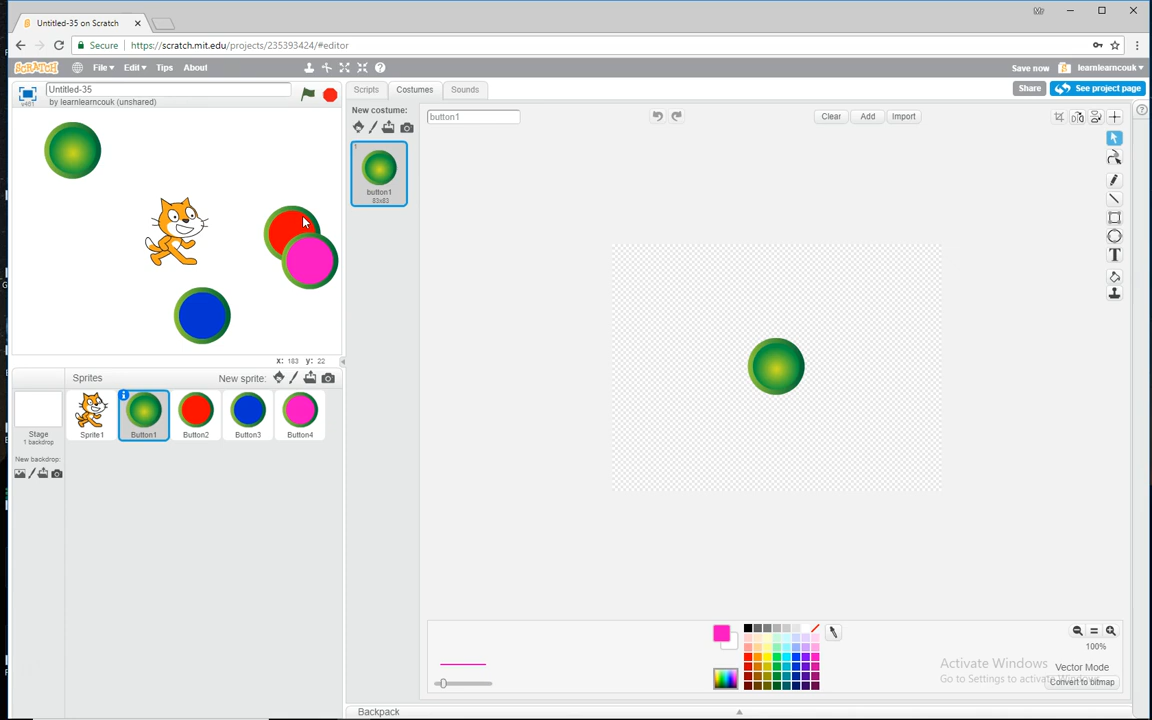 Untitled-35 on Scratch
Secure https://scratch.mit.edu/projects/235393424/#editor
SCRATCH File Edit Tips About Save now learnlearncouk
Untitled-35
by learnlearncouk (unshared)
v461
Scripts Costumes Sounds Share See project page
New costume:
button1 Clear Add Import
1
button1
83x83
x: 183 y: 22
Sprites New sprite:
Stage
1 backdrop
New backdrop:
Sprite1 Button1 Button2 Button3 Button4
100%
Activate Windows
Vector Mode
Go to Settings to activate
Convert to bitmap
Backpack